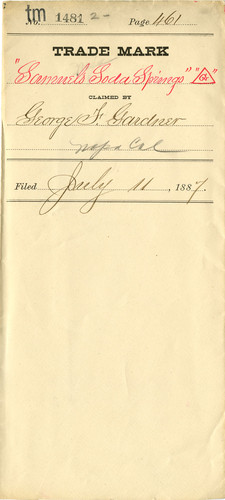 tm
No. 1481 2- Page 461
TRADE MARK
"Samuels Soda Springs" "G"
CLAIMED BY
George F. Gardner
Napa Cal
Filed July 11, 1887.